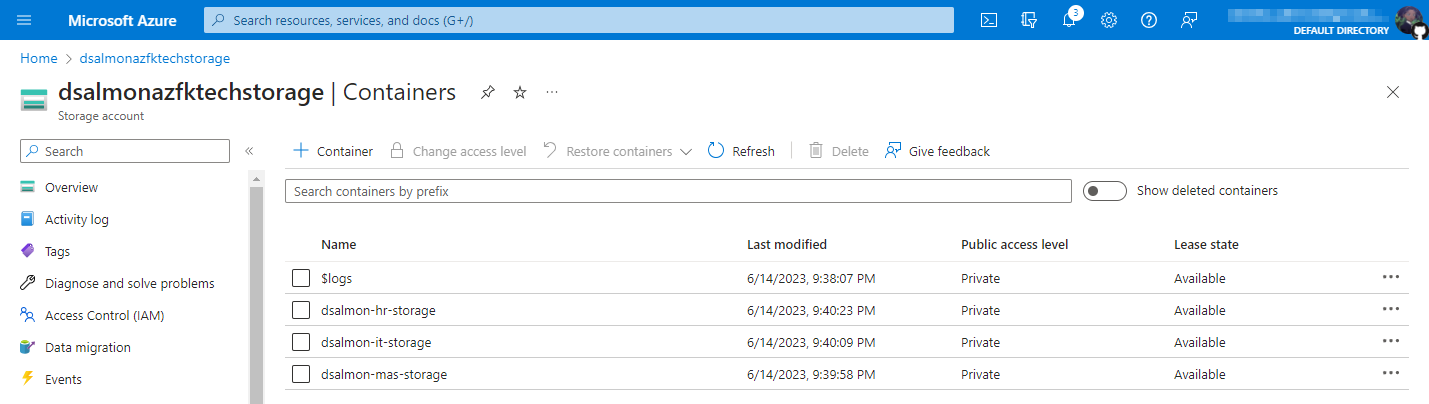 Microsoft Azure
Search resources, services, and docs (G+/)
3
DEFAULT DIRECTORY
Home > dsalmonazfktechstorage
dsalmonazfktechstorage | Containers
Storage account
Search
Container Change access level Restore containers Refresh Delete Give feedback
Search containers by prefix
Show deleted containers
Overview
Activity log
Tags
Diagnose and solve problems
Access Control (IAM)
Data migration
Events
Name Last modified Public access level Lease state
$logs 6/14/2023, 9:38:07 PM Private Available
dsalmon-hr-storage 6/14/2023, 9:40:23 PM Private Available
dsalmon-it-storage 6/14/2023, 9:40:09 PM Private Available
dsalmon-mas-storage 6/14/2023, 9:39:58 PM Private Available